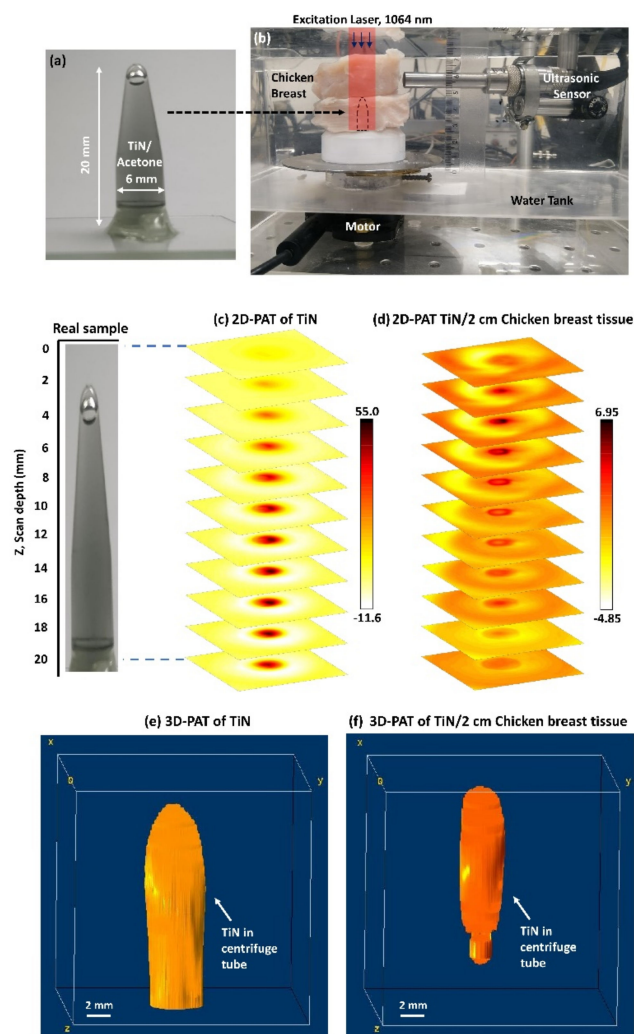 Excitation Laser, 1064 nm
(a)
20 mm
TiN/
Acetone
6 mm
(b)
Chicken
Breast
Ultrasonic
Sensor
Water Tank
Motor
Real sample
(c) 2D-PAT of TiN
(d) 2D-PAT TiN/2 cm Chicken breast tissue
Z, Scan depth (mm)
0
2
4
6
8
10
12
14
16
18
20
55.0
-11.6
6.95
-4.85
(e) 3D-PAT of TiN
(f) 3D-PAT of TiN/2 cm Chicken breast tissue
x
y
z
TiN in
centrifuge
tube
2 mm
x
y
z
TiN in
centrifuge
tube
2 mm